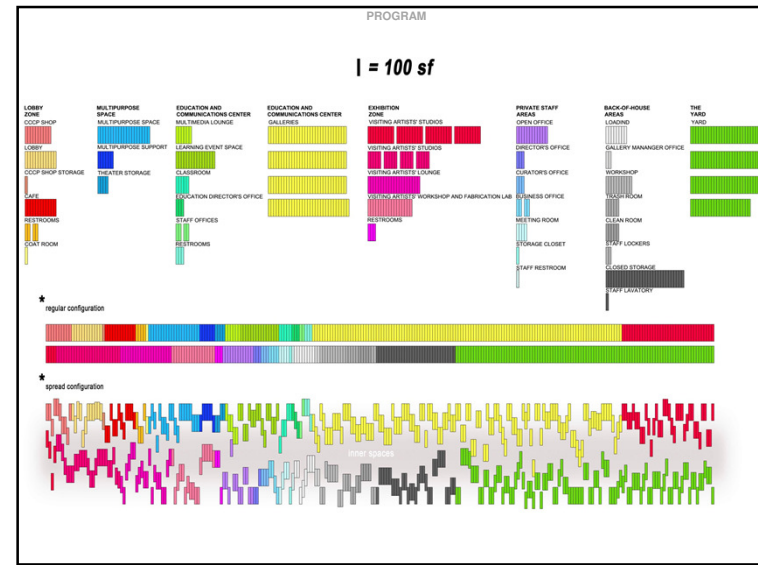 PROGRAM
| = 100 sf
LOBBY
ZONE
CCCP SHOP
LOBBY
CCCP SHOP STORAGE
CAFE
RESTROOMS
COAT ROOM
MULTIPURPOSE
SPACE
MULTIPURPOSE SPACE
MULTIPURPOSE SUPPORT
THEATER STORAGE
EDUCATION AND
COMMUNICATIONS CENTER
MULTIMEDIA LOUNGE
LEARNING EVENT SPACE
CLASSROOM
EDUCATION DIRECTOR'S OFFICE
STAFF OFFICES
RESTROOMS
EDUCATION AND
COMMUNICATIONS CENTER
GALLERIES
EXHIBITION
ZONE
VISITING ARTISTS' STUDIOS
VISITING ARTISTS' STUDIOS
VISITING ARTISTS' LOUNGE
VISITING ARTISTS' WORKSHOP AND FABRICATION LAB
RESTROOMS
PRIVATE STAFF
AREAS
OPEN OFFICE
DIRECTOR'S OFFICE
CURATOR'S OFFICE
BUSINESS OFFICE
MEETING ROOM
STORAGE CLOSET
STAFF RESTROOM
BACK-OF-HOUSE
AREAS
LOADIND
GALLERY MANANGER OFFICE
WORKSHOP
TRASH ROOM
CLEAN ROOM
STAFF LOCKERS
CLOSED STORAGE
STAFF LAVATORY
THE
YARD
YARD
*
regular configuration
*
spread configuration
inner spaces